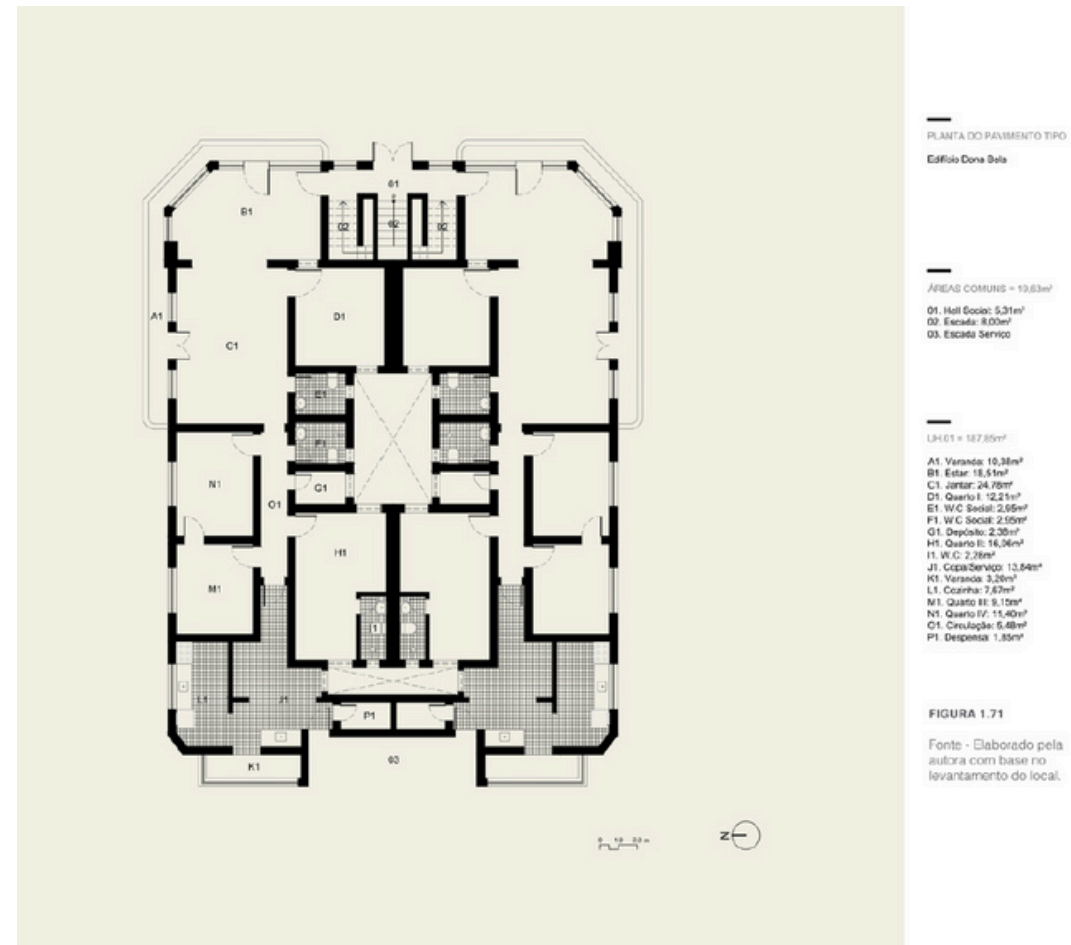 01
B1
02
02
02
A1
D1
C1
E1
F1
N1
G1
O1
H1
M1
1
L1
J1
P1
K1
03
N
PLANTA DO PAVIMENTO TIPO
Edifício Dona Bela
ÁREAS COMUNS = 19,63m²
01. Hall Social: 5,31m²
02. Escada: 8,00m²
03. Escada Serviço
UH.01 = 187,85m²
A1. Varanda: 10,38m²
B1. Estar: 18,51m²
C1. Jantar: 24,78m²
D1. Quarto I: 12,21m²
E1. W.C Social: 2,95m²
F1. W.C Social: 2,95m²
G1. Depósito: 2,38m²
H1. Quarto II: 16,06m²
I1. W.C: 2,28m²
J1. Copa/Serviço: 13,84m²
K1. Varanda: 3,20m²
L1. Cozinha: 7,67m²
M1. Quarto III: 9,15m²
N1. Quarto IV: 11,40m²
O1. Circulação: 5,48m²
P1. Despensa: 1,85m²
FIGURA 1.71
Fonte - Elaborado pela
autora com base no
levantamento do local.